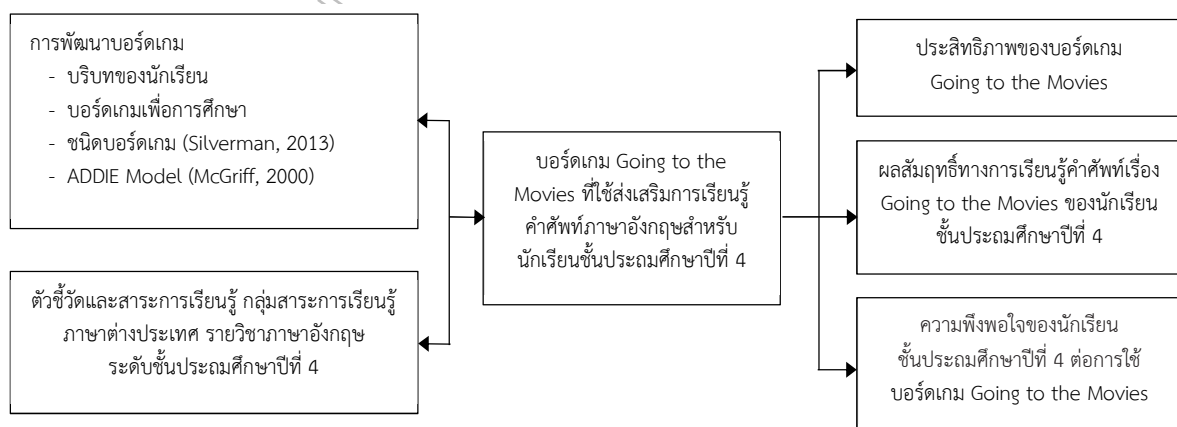 การพัฒนาบอร์ดเกม
- บริบทของนักเรียน
- บอร์ดเกมเพื่อการศึกษา
- ชนิดบอร์ดเกม (Silverman, 2013)
- ADDIE Model (McGriff, 2000)
ตัวชี้วัดและสาระการเรียนรู้ กลุ่มสาระการเรียนรู้
ภาษาต่างประเทศ รายวิชาภาษาอังกฤษ
ระดับชั้นประถมศึกษาปีที่ 4
บอร์ดเกม Going to the
Movies ที่ใช้ส่งเสริมการเรียนรู้
คำศัพท์ภาษาอังกฤษสำหรับ
นักเรียนชั้นประถมศึกษาปีที่ 4
ประสิทธิภาพของบอร์ดเกม
Going to the Movies
ผลสัมฤทธิ์ทางการเรียนรู้คำศัพท์เรื่อง
Going to the Movies ของนักเรียน
ชั้นประถมศึกษาปีที่ 4
ความพึงพอใจของนักเรียน
ชั้นประถมศึกษาปีที่ 4 ต่อการใช้
บอร์ดเกม Going to the Movies